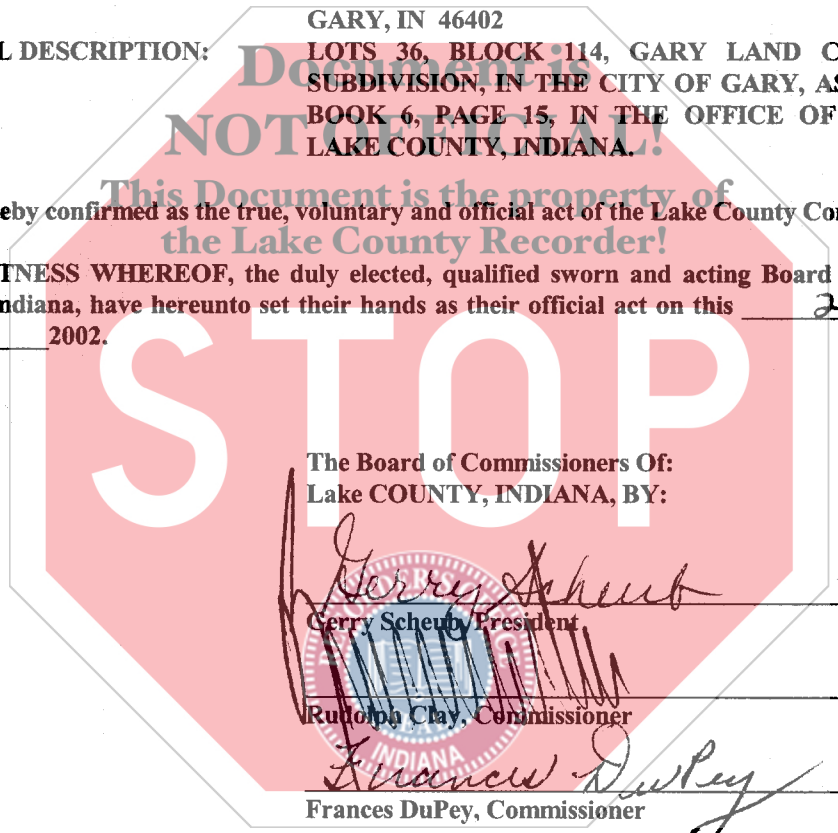 GARY, IN 46402
L DESCRIPTION: LOTS 36, BLOCK 114, GARY LAND C
SUBDIVISION, IN THE CITY OF GARY, AS
BOOK 6, PAGE 15, IN THE OFFICE OF
LAKE COUNTY, INDIANA.
Document is
NOT OFFICIAL!
This Document is the property of
the Lake County Recorder!
eby confirmed as the true, voluntary and official act of the Lake County Co
TNESS WHEREOF, the duly elected, qualified sworn and acting Board
ndiana, have hereunto set their hands as their official act on this ______ 2
____2002.
STOP
The Board of Commissioners Of:
Lake COUNTY, INDIANA, BY:
Gerry Scheub
Gerry Scheub, President
Rudolph Clay, Commissioner
INDIANA
Frances DuPey
Frances DuPey, Commissioner